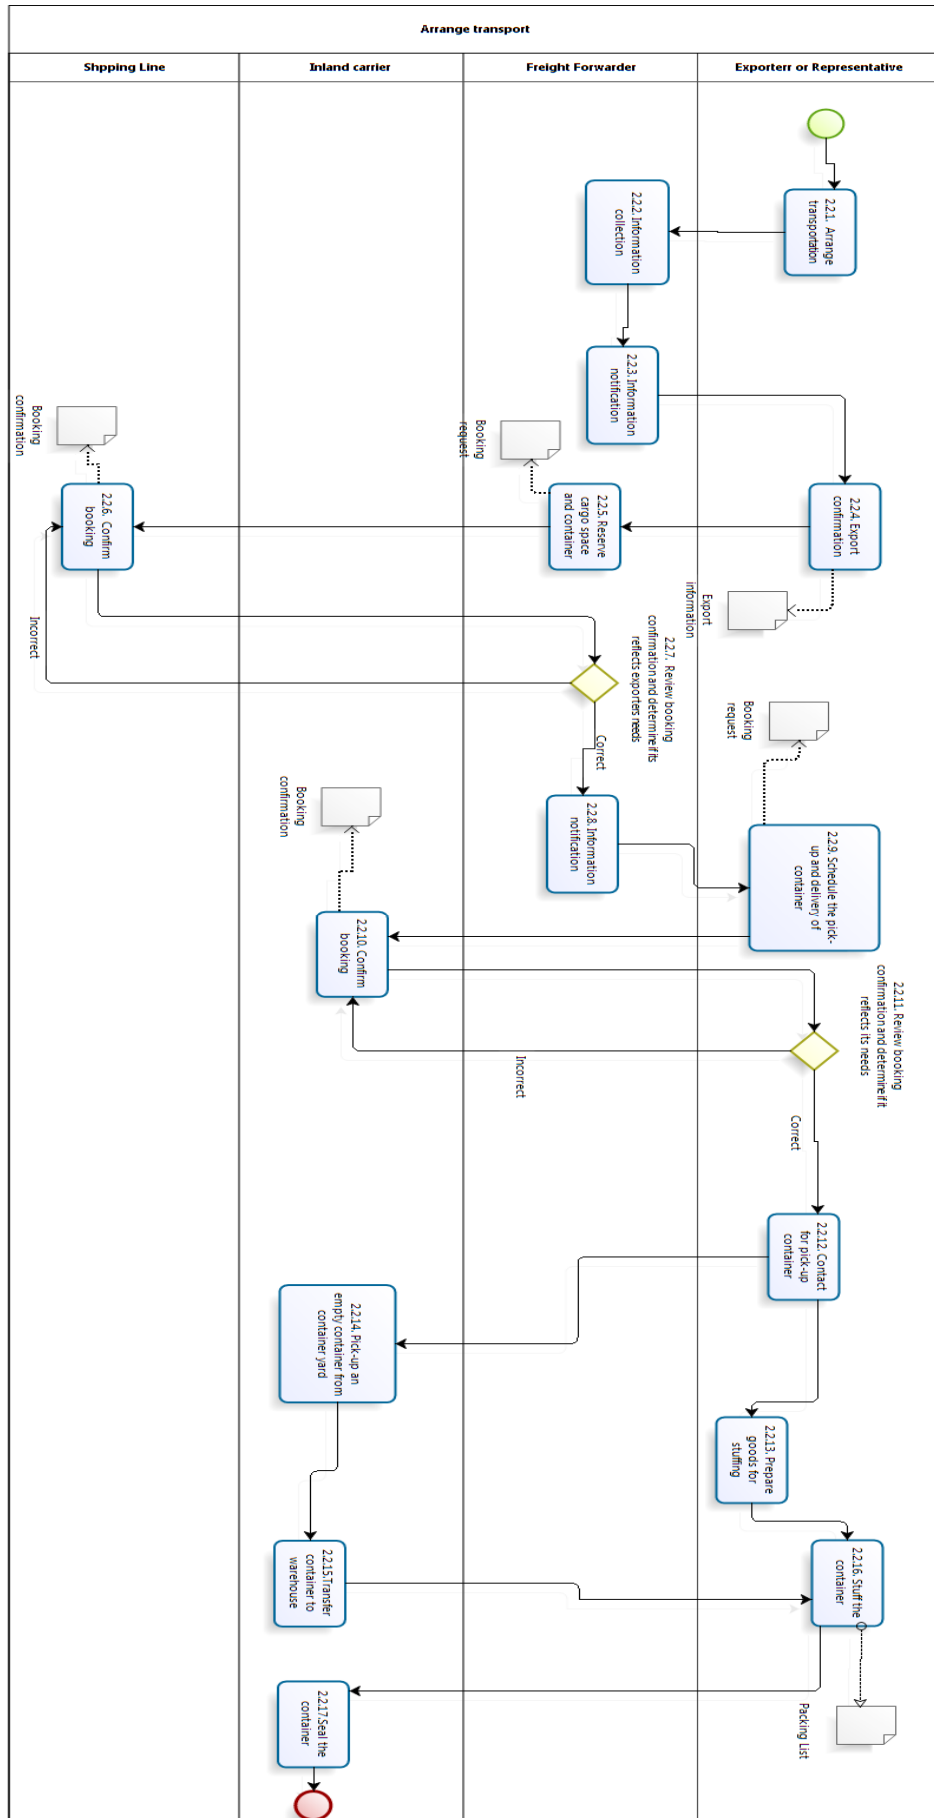 Arrange transport
Shpping Line
Inland carrier
Freight Forwarder
Exporterr or Representative
2.2.1. Arrange
transportation
2.2.2. Information
collection
2.2.3. Information
notification
2.2.4. Export
confirmation
Export
information
2.2.5. Reserve
cargo space
and container
Booking
request
2.2.6. Confirm
booking
Booking
confirmation
2.2.7. Review booking
confirmation and determine if its
reflects exporters needs
Incorrect
Correct
2.2.8. Information
notification
2.2.9. Schedule the pick-
up and delivery of
container
Booking
request
2.2.10. Confirm
booking
Booking
confirmation
2.2.11. Review booking
confirmation and determine if it
reflects its needs
Incorrect
Correct
2.2.12. Contact
for pick-up
container
2.2.13. Prepare
goods for
stuffing
2.2.14. Pick-up an
empty container from
container yard
2.2.15.Transfer
container to
warehouse
2.2.16. Stuff the
container
Packing List
2.2.17.Seal the
container